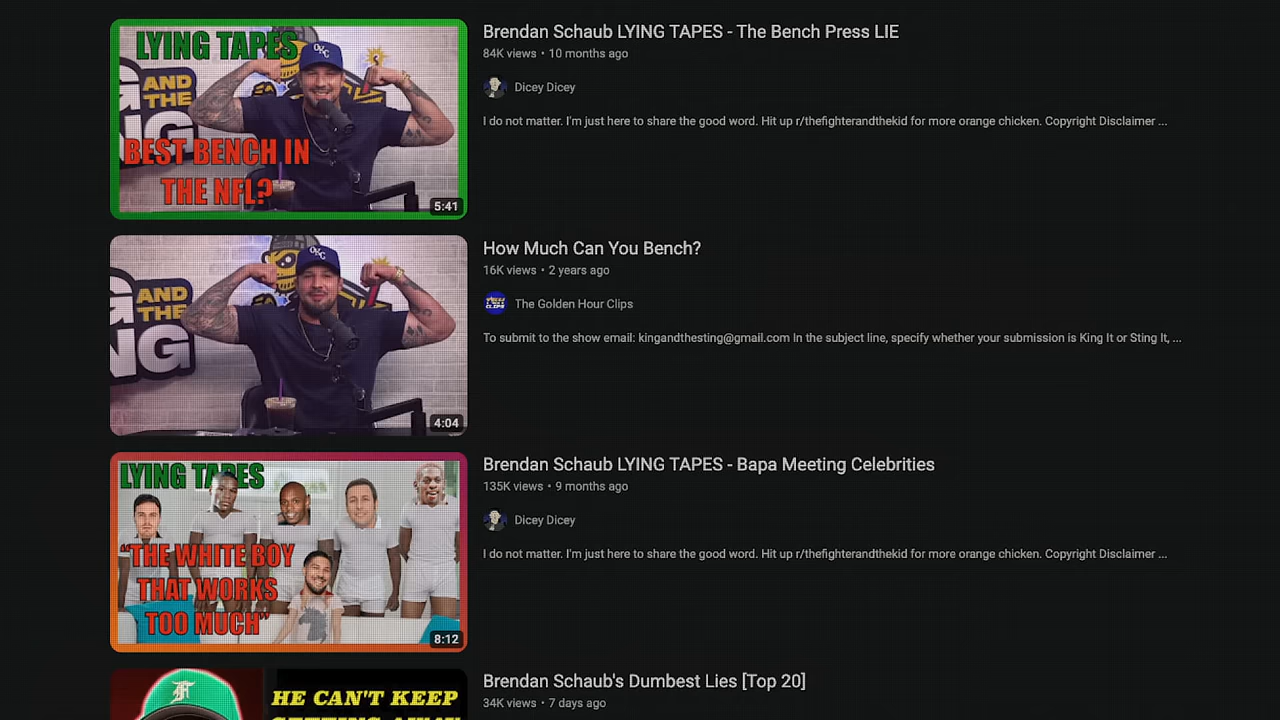 LYING TAPES
OKC
AND
THE
NG
BEST BENCH IN
THE NFL?
5:41
Brendan Schaub LYING TAPES - The Bench Press LIE
84K views • 10 months ago
Dicey Dicey
I do not matter. I'm just here to share the good word. Hit up r/thefighterandthekid for more orange chicken. Copyright Disclaimer ...
OKC
AND
THE
NG
4:04
How Much Can You Bench?
16K views • 2 years ago
The Golden Hour Clips
To submit to the show email: kingandthesting@gmail.com In the subject line, specify whether your submission is King It or Sting It, ...
LYING TAPES
"THE WHITE BOY
THAT WORKS
TOO MUCH"
8:12
Brendan Schaub LYING TAPES - Bapa Meeting Celebrities
135K views • 9 months ago
Dicey Dicey
I do not matter. I'm just here to share the good word. Hit up r/thefighterandthekid for more orange chicken. Copyright Disclaimer ...
HE CAN'T KEEP
GETTING AWAY
Brendan Schaub's Dumbest Lies [Top 20]
34K views • 7 days ago